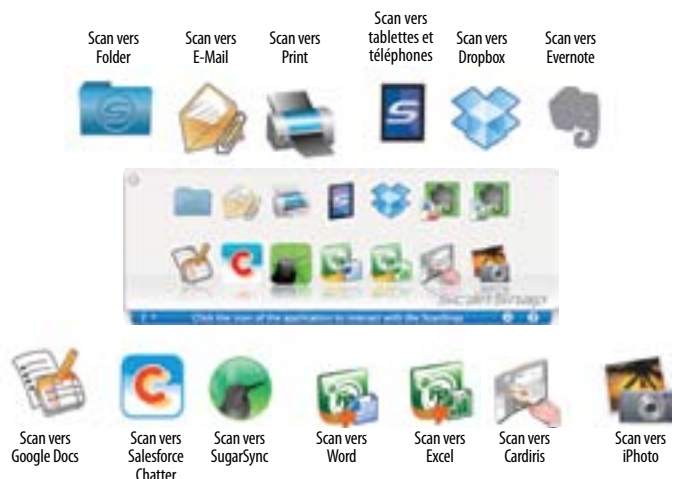 Scan vers
Folder
Scan vers
E-Mail
Scan vers
Print
Scan vers
tablettes et
téléphones
Scan vers
Dropbox
Scan vers
Evernote
ScanSnap
Click the icon of the application to interact with the ScanSnap
Scan vers
Google Docs
Scan vers
Salesforce
Chatter
Scan vers
SugarSync
Scan vers
Word
Scan vers
Excel
Scan vers
Cardiris
Scan vers
iPhoto